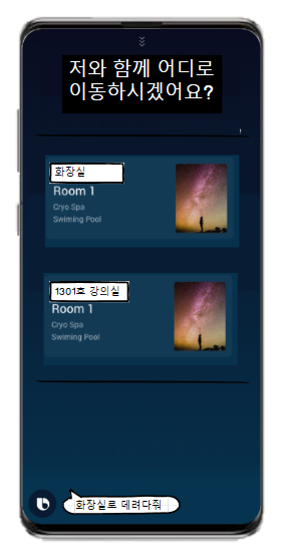 저와 함께 어디로
이동하시겠어요?
화장실
Room 1
Cryo Spa
Swiming Pool
1301호 강의실
Room 1
Cryo Spa
Swiming Pool
화장실로 데려다줘